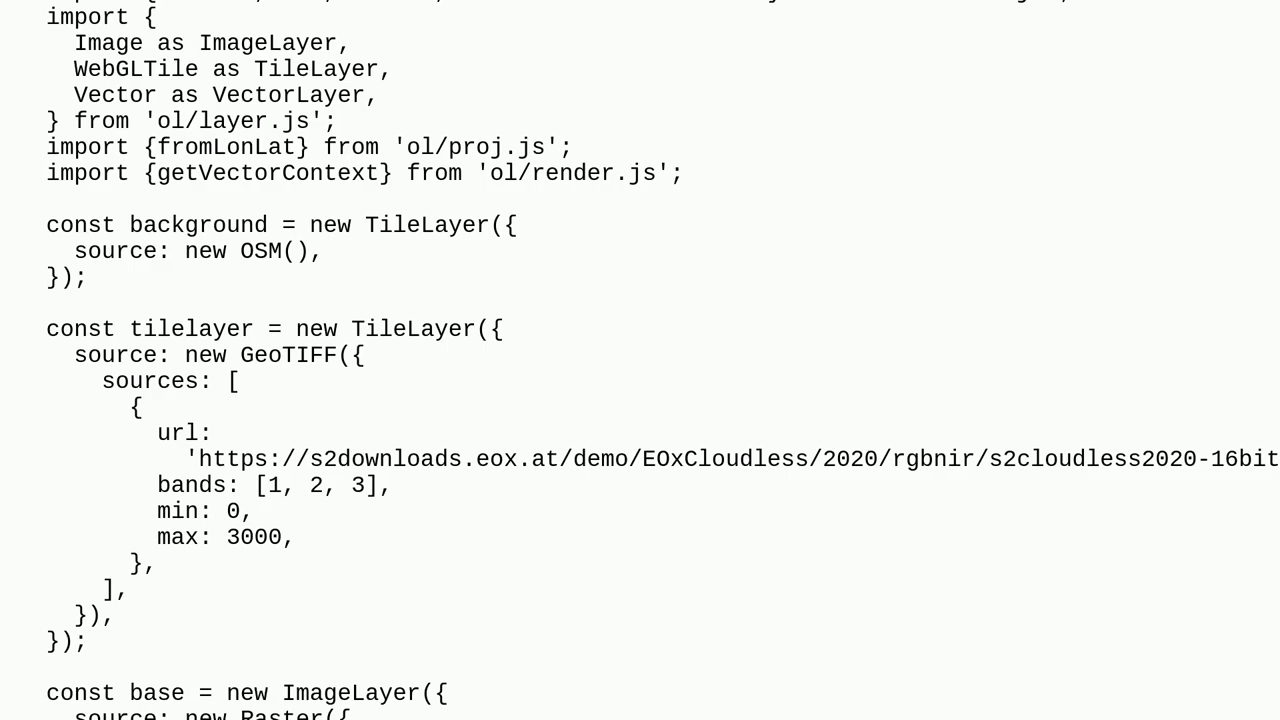 import {
  Image as ImageLayer,
  WebGLTile as TileLayer,
  Vector as VectorLayer,
} from 'ol/layer.js';
import {fromLonLat} from 'ol/proj.js';
import {getVectorContext} from 'ol/render.js';

const background = new TileLayer({
  source: new OSM(),
});

const tilelayer = new TileLayer({
  source: new GeoTIFF({
    sources: [
      {
        url:
          'https://s2downloads.eox.at/demo/EOxCloudless/2020/rgbnir/s2cloudless2020-16bit
        bands: [1, 2, 3],
        min: 0,
        max: 3000,
      },
    ],
  }),
});

const base = new ImageLayer({
  source: new Raster({